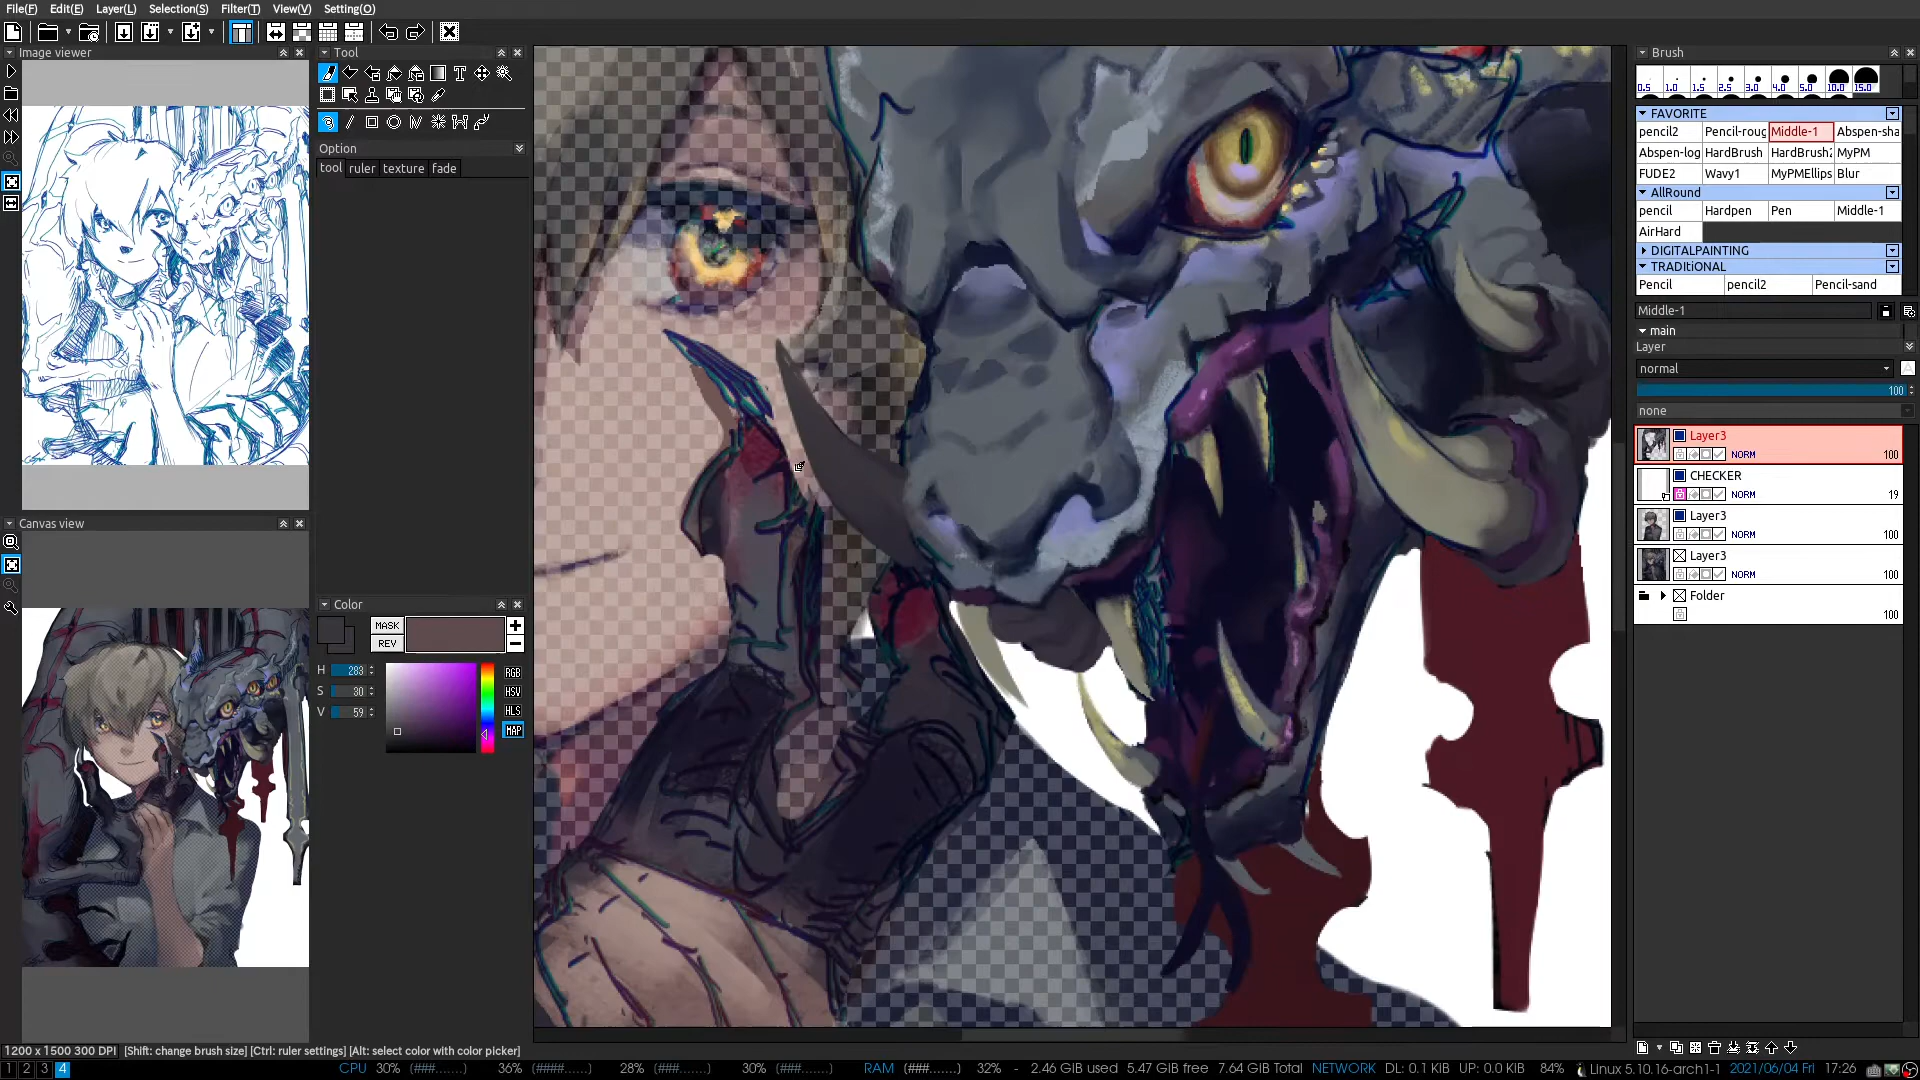 File(F) Edit(E) Layer(L) Selection(S) Filter(T) View(V) Setting(O)
Image viewer
Tool
Option
tool ruler texture fade
Canvas view
Color
MASK
REV
H 283
S 30
V 59
RGB
HSV
HLS
MAP
Brush
0.5 1.0 1.5 2.5 3.0 4.0 5.0 10.0 15.0
FAVORITE
pencil2 Pencil-roug Middle-1 Abspen-sha
Abspen-log HardBrush HardBrush2 MyPM
FUDE2 Wavy1 MyPMEllips Blur
AllRound
pencil Hardpen Pen Middle-1
AirHard
DIGITALPAINTING
TRADItiONAL
Pencil pencil2 Pencil-sand
Middle-1
main
Layer
normal
100
none
Layer3
NORM 100
CHECKER
NORM 19
Layer3
NORM 100
Layer3
NORM 100
Folder
100
1200 x 1500 300 DPI [Shift: change brush size] [Ctrl: ruler settings] [Alt: select color with color picker]
1 2 3 4 CPU 30% (###.......) 36% (####......) 28% (###.......) 30% (###.......) RAM (###.......) 32% - 2.46 GIB used 5.47 GIB free 7.64 GIB Total NETWORK DL: 0.1 KIB UP: 0.0 KIB 84% Linux 5.10.16-arch1-1 2021/06/04 Fri 17:26